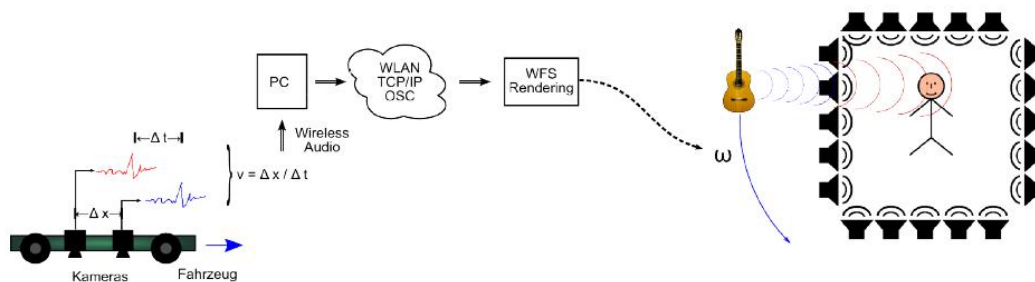 Δ t
Δ x
v = Δ x / Δ t
Kameras
Fahrzeug
Wireless
Audio
PC
WLAN
TCP/IP
OSC
WFS
Rendering
ω